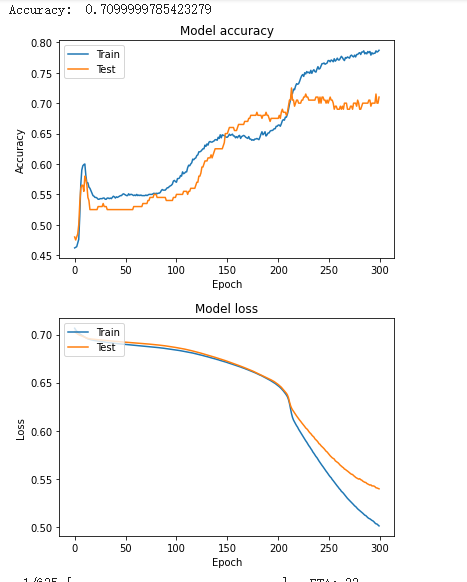 Accuracy: 0.7099999785423279
Model accuracy
Train
Test
0.80
0.75
0.70
0.65
0.60
0.55
0.50
0.45
Accuracy
0 50 100 150 200 250 300
Epoch
Model loss
Train
Test
0.70
0.65
0.60
0.55
0.50
Loss
0 50 100 150 200 250 300
Epoch